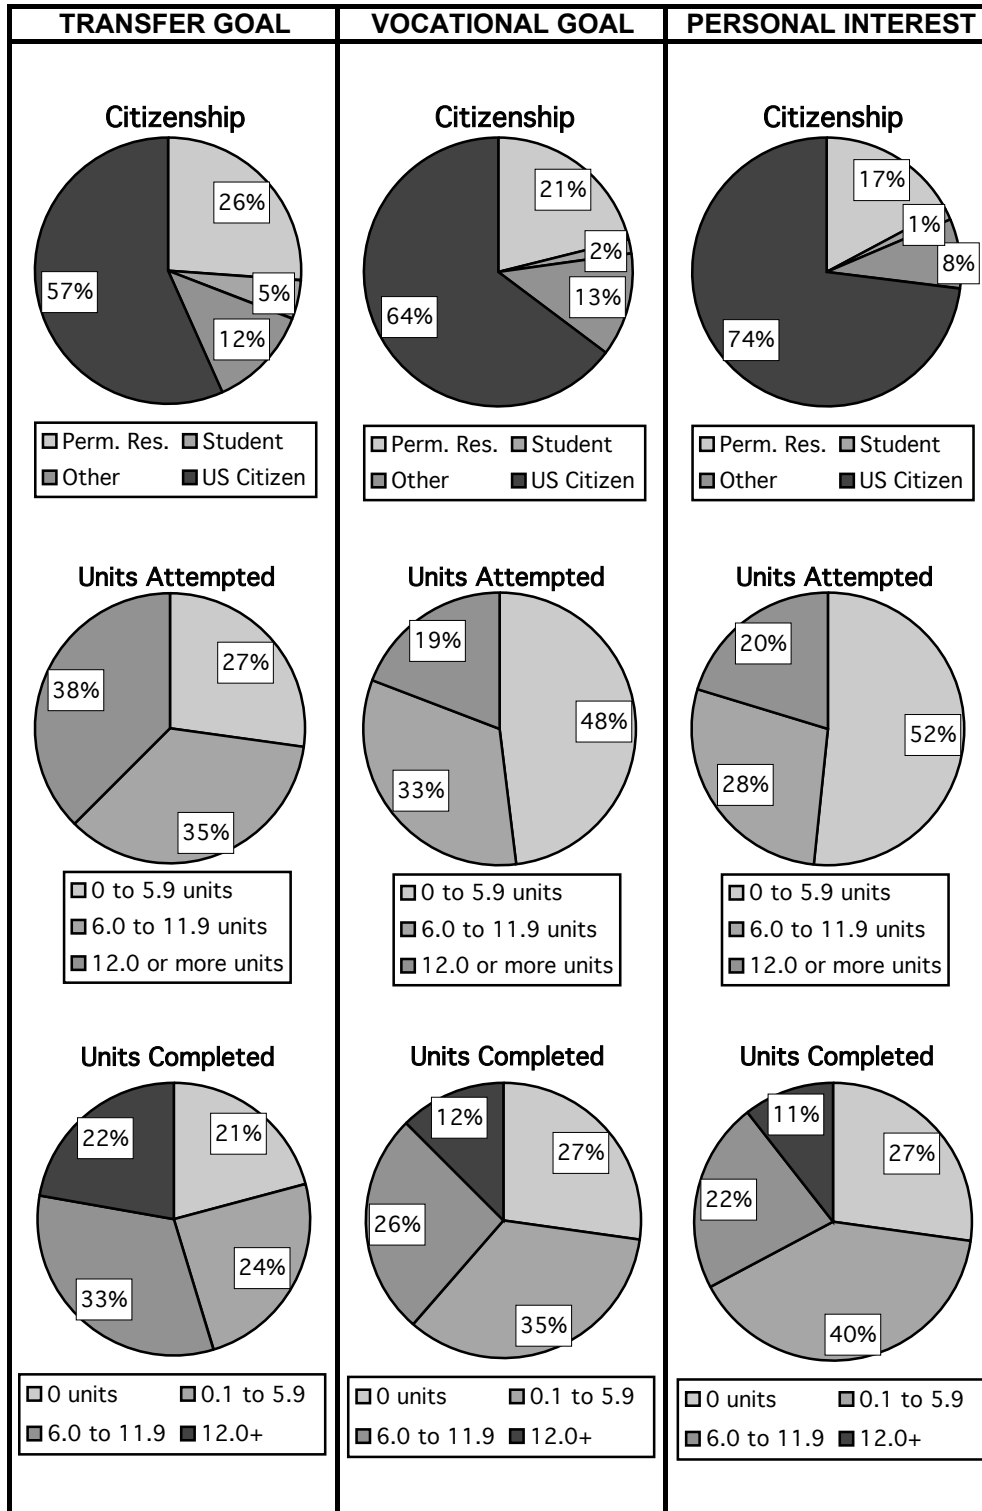 TRANSFER GOAL VOCATIONAL GOAL PERSONAL INTEREST
Citizenship
26%
5%
12%
57%
Perm. Res. Student
Other US Citizen
Citizenship
21%
2%
13%
64%
Perm. Res. Student
Other US Citizen
Citizenship
17%
1%
8%
74%
Perm. Res. Student
Other US Citizen
Units Attempted
27%
38%
35%
0 to 5.9 units
6.0 to 11.9 units
12.0 or more units
Units Attempted
19%
48%
33%
0 to 5.9 units
6.0 to 11.9 units
12.0 or more units
Units Attempted
20%
52%
28%
0 to 5.9 units
6.0 to 11.9 units
12.0 or more units
Units Completed
22% 21%
24%
33%
0 units 0.1 to 5.9
6.0 to 11.9 12.0+
Units Completed
12%
27%
26%
35%
0 units 0.1 to 5.9
6.0 to 11.9 12.0+
Units Completed
11%
27%
22%
40%
0 units 0.1 to 5.9
6.0 to 11.9 12.0+